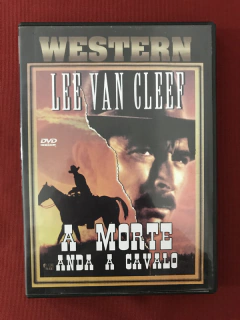 WESTERN
LEE VAN CLEEF
DVD
A MORTE
ANDA A CAVALO